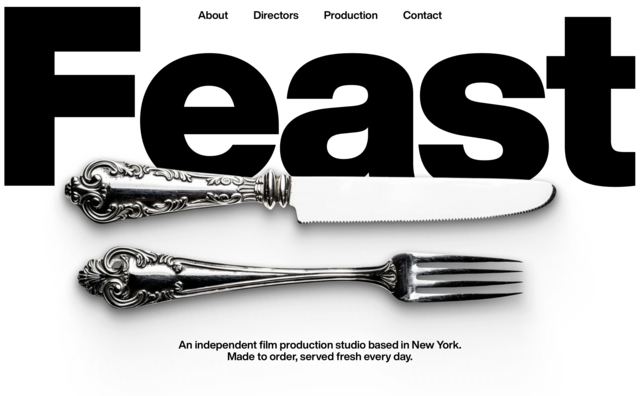 About Directors Production Contact
Feast
An independent film production studio based in New York.
Made to order, served fresh every day.